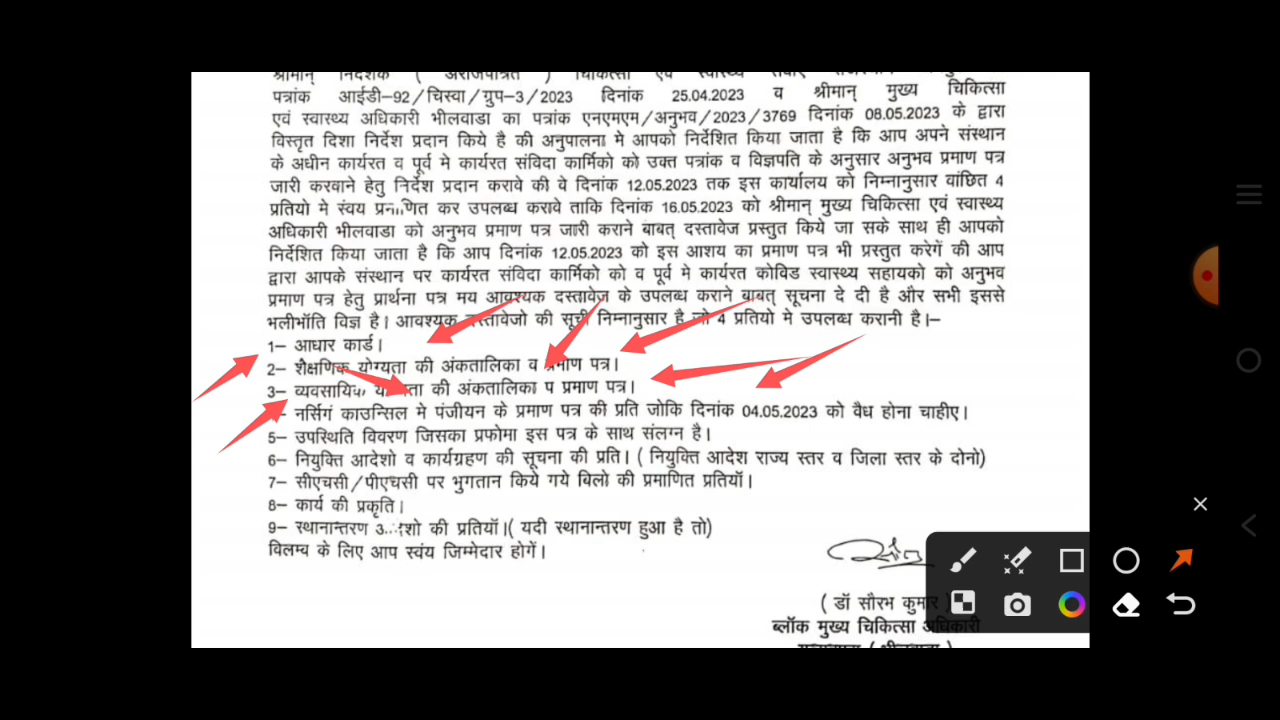 श्रीमान् निदेशक ( अराजपत्रित ) चिकित्सा एवं स्वास्थ्य
पत्रांक आईडी–92/चिस्वा/ग्रुप–3/2023 दिनांक 25.04.2023 व श्रीमान् मुख्य चिकित्सा
एवं स्वास्थ्य अधिकारी भीलवाडा का पत्रांक एनएमएम/अनुभव/2023/3769 दिनांक 08.05.2023 के द्वारा
विस्तृत दिशा निर्देश प्रदान किये है की अनुपालना मे आपको निर्देशित किया जाता है कि आप अपने संस्थान
के अधीन कार्यरत व पूर्व मे कार्यरत संविदा कार्मिको को उक्त पत्रांक व विज्ञपति के अनुसार अनुभव प्रमाण पत्र
जारी करवाने हेतु निर्देश प्रदान करावे की वे दिनांक 12.05.2023 तक इस कार्यालय को निम्नानुसार वांछित 4
प्रतियो मे स्ंवय कर उपलब्ध करावे ताकि दिनांक 16.05.2023 को श्रीमान् मुख्य चिकित्सा एवं स्वास्थ्य
अधिकारी भीलवाडा को अनुभव प्रमाण पत्र जारी कराने बाबत् दस्तावेज प्रस्तुत किये जा सके साथ ही आपको
निर्देशित किया जाता है कि आप दिनांक 12.05.2023 को इस आशय का प्रमाण पत्र भी प्रस्तुत करेगें की आप
द्वारा आपके संस्थान पर कार्यरत संविदा कार्मिको को व पूर्व मे कार्यरत कोविड स्वास्थ्य सहायको को अनुभव
प्रमाण पत्र हेतु प्रार्थना पत्र मय आवश्यक दस्तावेज के उपलब्ध कराने बाबत् सूचना दे दी है और सभी इससे
भलीभॉति विज्ञ है। आवश्यक दस्तावेजो की सूची निम्नानुसार है जो 4 प्रतियो मे उपलब्ध करानी है।–
1– आधार कार्ड।
2– शैक्षणिक योग्यता की अंकतालिका व प्रमाण पत्र।
3– व्यवसायिक की अंकतालिका प प्रमाण पत्र।
– नर्सिगं काउन्सिल मे पंजीयन के प्रमाण पत्र की प्रति जोकि दिनांक 04.05.2023 को वैध होना चाहीए।
5– उपस्थिति विवरण जिसका प्रफोमा इस पत्र के साथ संलग्न है।
6– नियुक्ति आदेशो व कार्यग्रहण की सूचना की प्रति। ( नियुक्ति आदेश राज्य स्तर व जिला स्तर के दोनो)
7– सीएचसी/पीएचसी पर भुगतान किये गये बिलो की प्रमाणित प्रतियॉ।
8– कार्य की प्रकृति।
9– स्थानान्तरण की प्रतियॉ।( यदी स्थानान्तरण हुआ है तो)
विलम्ब के लिए आप स्वंय जिम्मेदार होगें।
( डॉ सौरभ कुमार )
ब्लॉक मुख्य चिकित्सा अधिकारी